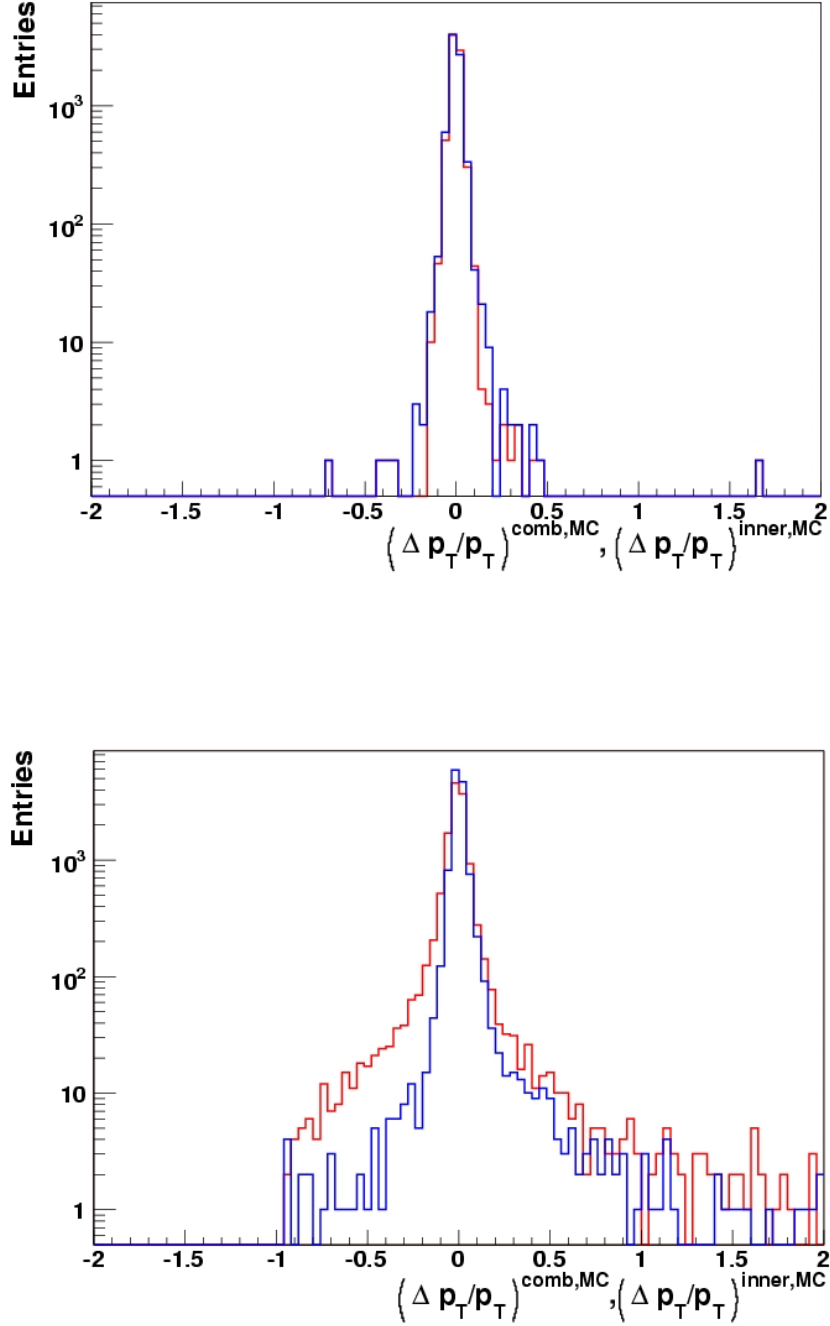 Entries
10³
10²
10
1
-2 -1.5 -1 -0.5 0 0.5 1 1.5 2
(Δ p_T/p_T)^comb,MC , (Δ p_T/p_T)^inner,MC
Entries
10³
10²
10
1
-2 -1.5 -1 -0.5 0 0.5 1 1.5 2
(Δ p_T/p_T)^comb,MC ,(Δ p_T/p_T)^inner,MC